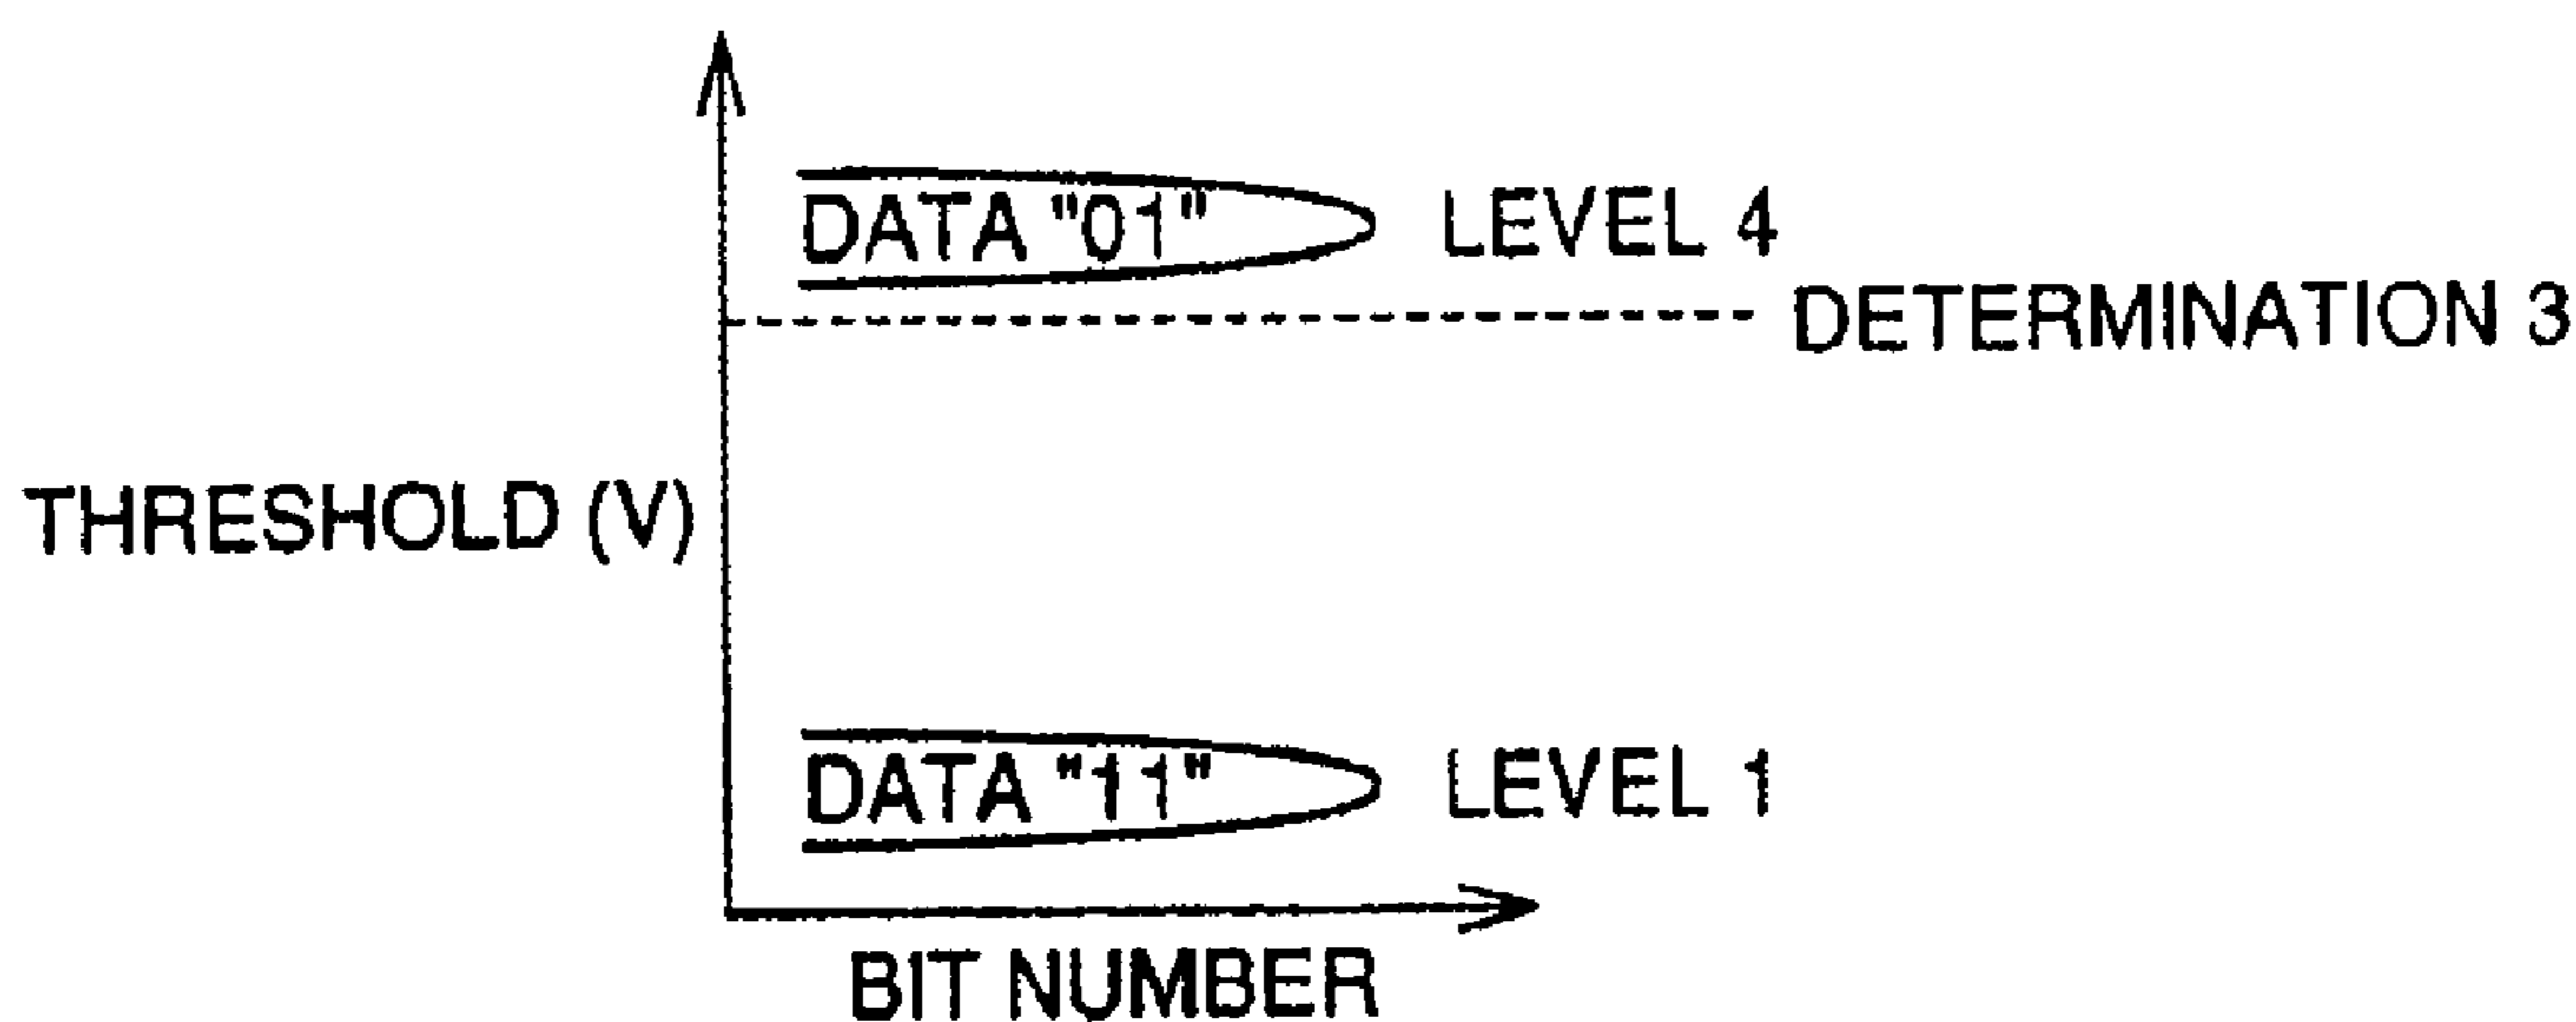 DATA "01"
LEVEL 4
DETERMINATION 3
THRESHOLD (V)
DATA "11"
LEVEL 1
BIT NUMBER